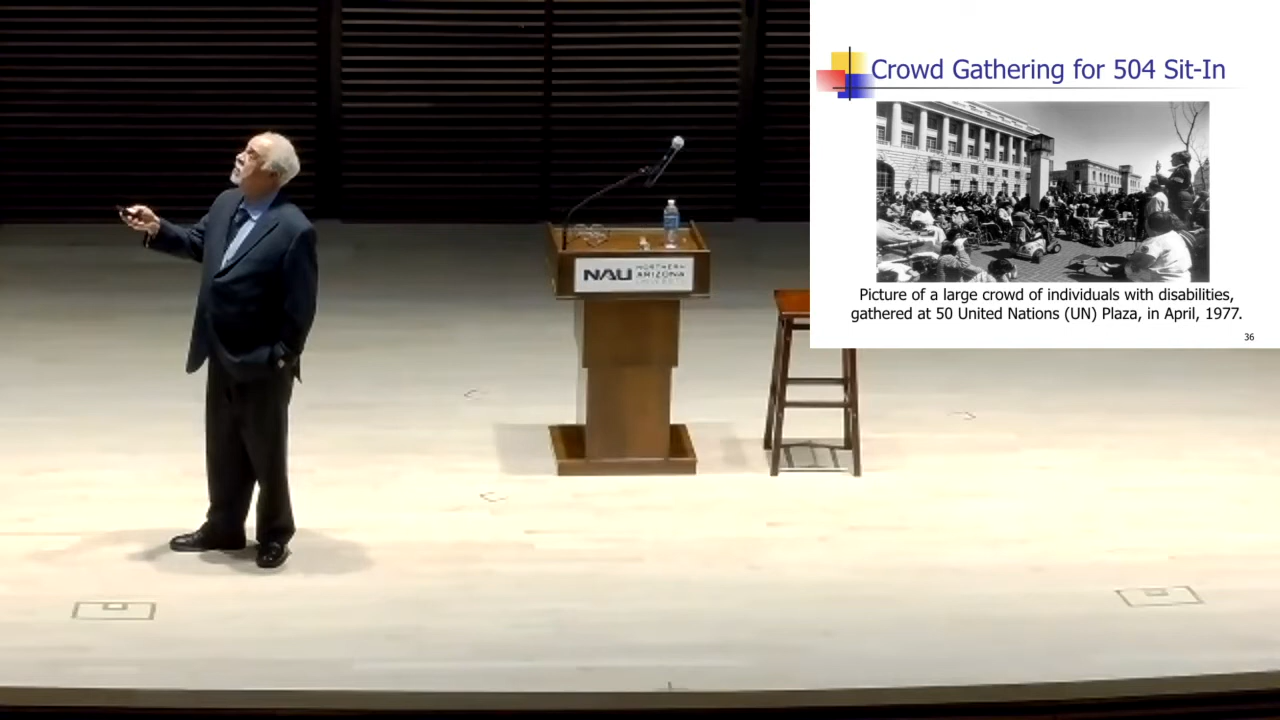 Crowd Gathering for 504 Sit-In
Picture of a large crowd of individuals with disabilities,
gathered at 50 United Nations (UN) Plaza, in April, 1977.
36
NAU NORTHERN
ARIZONA
UNIVERSITY